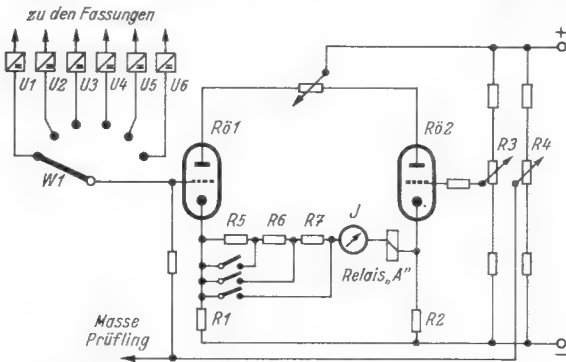 zu den Fassungen
U1 U2 U3 U4 U5 U6
W1
Rö1
Rö2
R3
R4
R5
R6
R7
J
Relais „A"
R1
R2
Masse
Prüfling
+
−